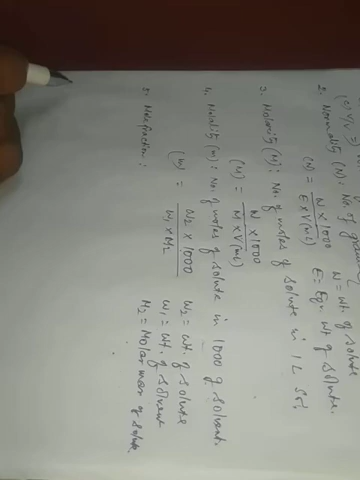 (c) V/V =
2. Normality (N): No. of gram
(N) = W × 1000 / E × V (mL)
W = wt. of solute
E = Eq. wt of solute.
3. Molarity (M): No. of moles of solute in 1 L sol.
(M) = W × 1000 / M × V (mL)
4. Molality (m): No. of moles of solute in 1000 g solvent.
(m) = W2 × 1000 / W1 × M2
W2 = wt. of solute
W1 = wt. of solvent
M2 = Molar mass of solute.
5. Mole fraction: